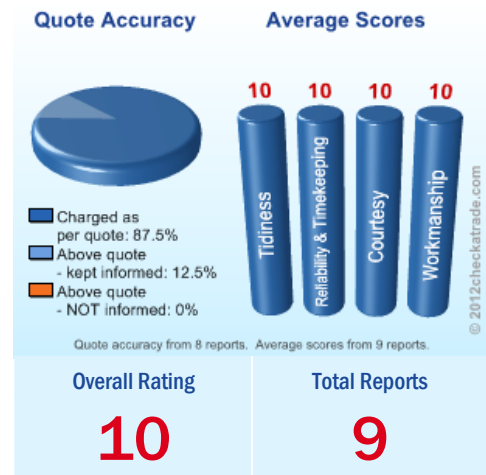 Quote Accuracy
Charged as
per quote: 87.5%
Above quote
- kept informed: 12.5%
Above quote
- NOT informed: 0%
Average Scores
10 10 10 10
Tidiness
Reliability & Timekeeping
Courtesy
Workmanship
© 2012checkatrade.com
Quote accuracy from 8 reports. Average scores from 9 reports.
Overall Rating
10
Total Reports
9